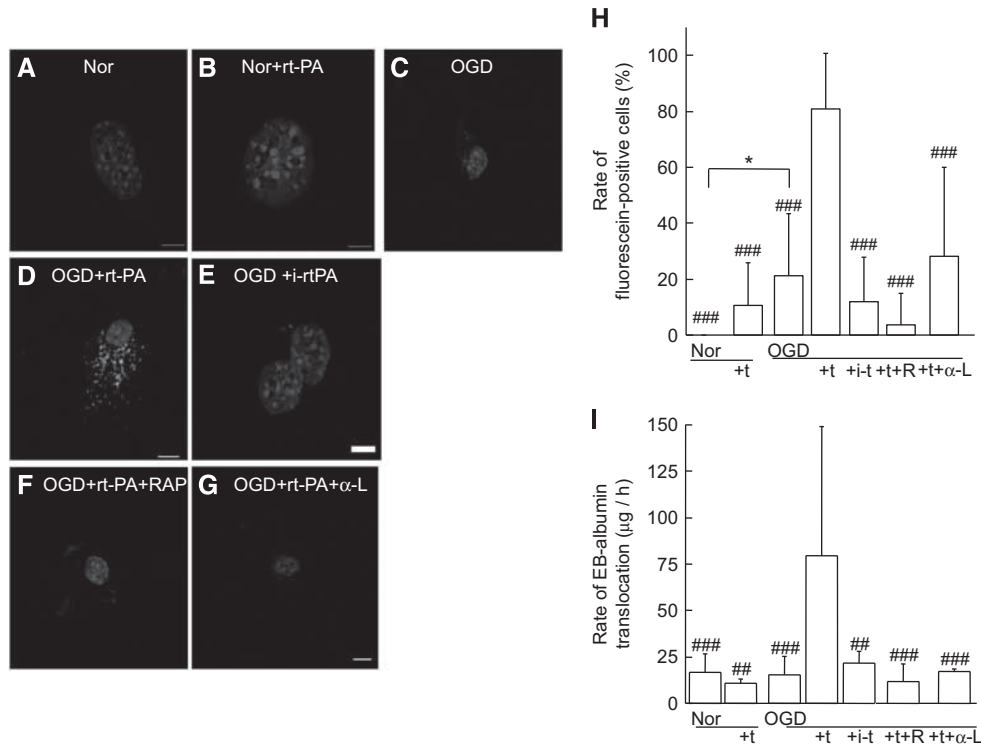 A Nor
B Nor+rt-PA
C OGD
D OGD+rt-PA
E OGD +i-rtPA
F OGD+rt-PA+RAP
G OGD+rt-PA+α-L
H
Rate of
fluorescein-positive cells (%)
100
80
60
40
20
0
*
###
###
###
###
###
###
Nor
OGD
+t
+t
+i-t
+t+R
+t+α-L
I
Rate of EB-albumin
translocation (µg / h)
150
125
100
75
50
25
0
###
##
###
##
###
###
Nor
OGD
+t
+t
+i-t
+t+R
+t+α-L